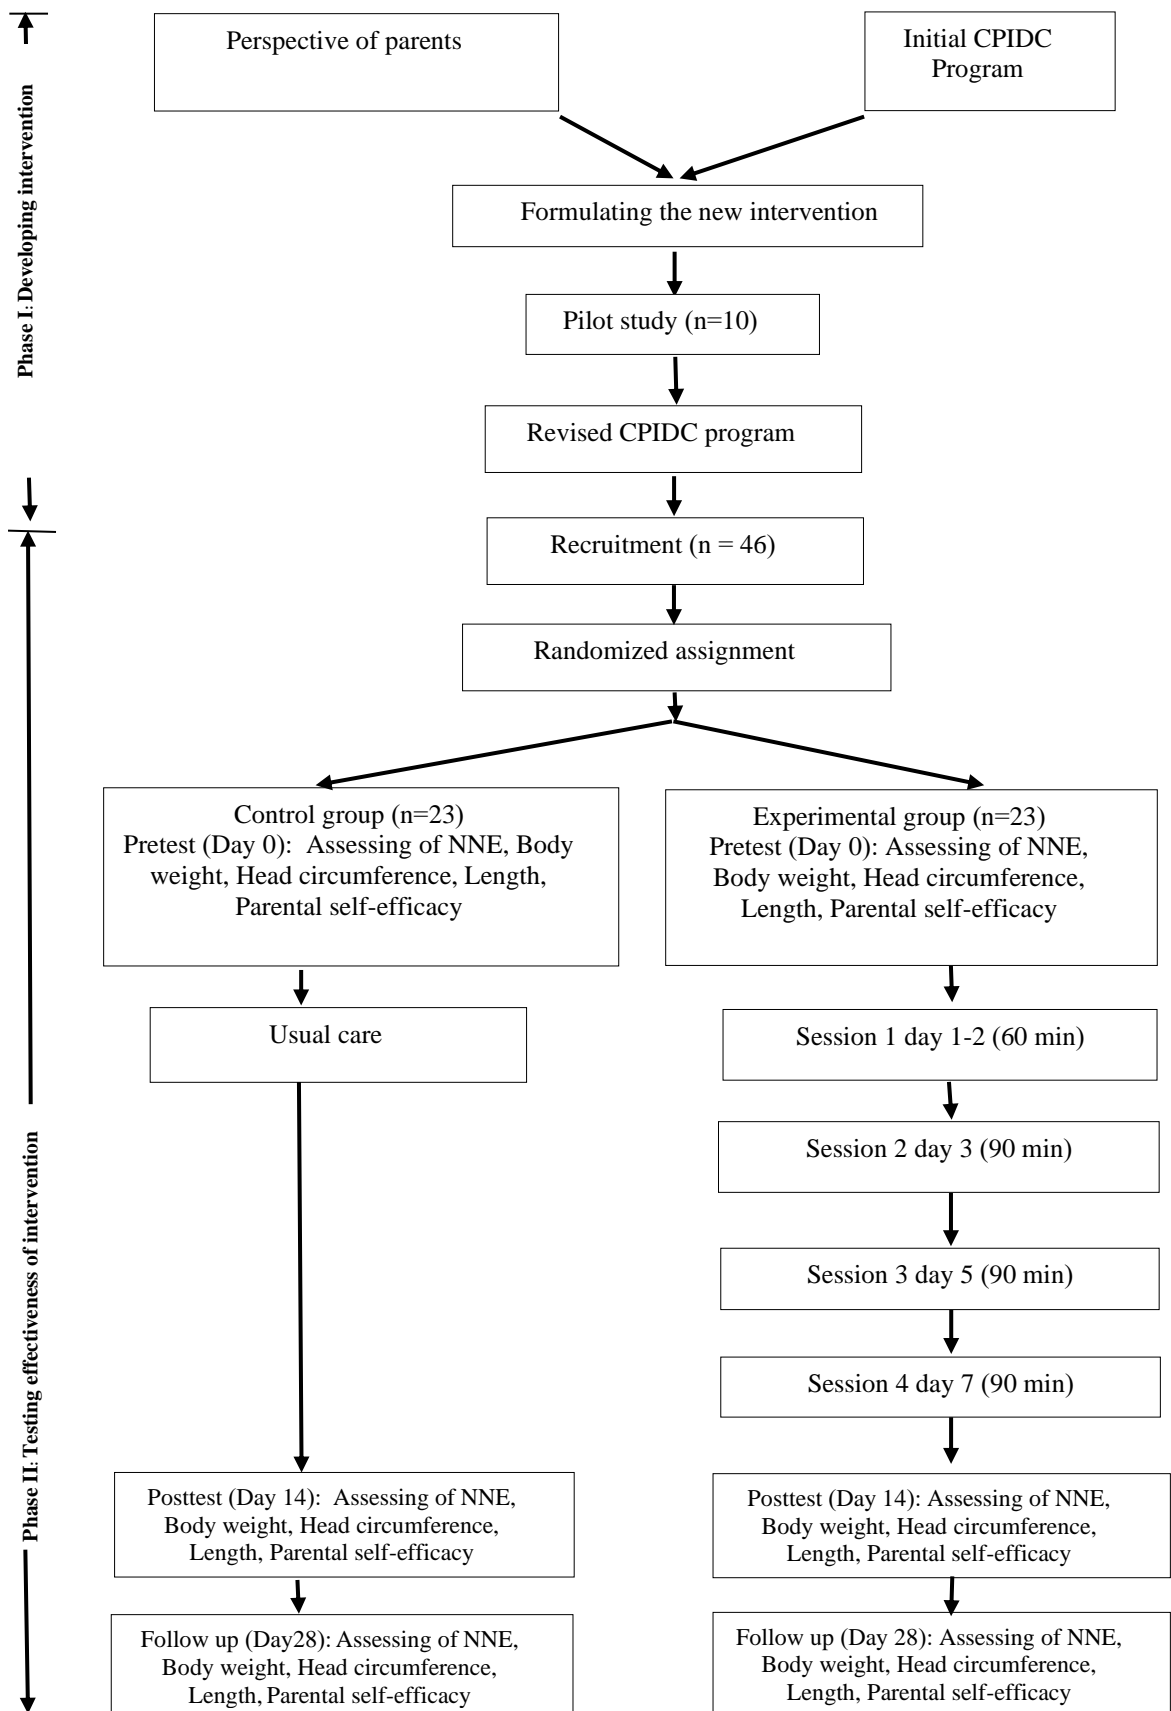 Perspective of parents
Initial CPIDC
Program
Phase I: Developing intervention
Formulating the new intervention
Pilot study (n=10)
Revised CPIDC program
Recruitment (n = 46)
Randomized assignment
Phase II: Testing effectiveness of intervention
Control group (n=23)
Pretest (Day 0): Assessing of NNE, Body
weight, Head circumference, Length,
Parental self-efficacy
Usual care
Posttest (Day 14): Assessing of NNE,
Body weight, Head circumference,
Length, Parental self-efficacy
Follow up (Day28): Assessing of NNE,
Body weight, Head circumference,
Length, Parental self-efficacy
Experimental group (n=23)
Pretest (Day 0): Assessing of NNE,
Body weight, Head circumference,
Length, Parental self-efficacy
Session 1 day 1-2 (60 min)
Session 2 day 3 (90 min)
Session 3 day 5 (90 min)
Session 4 day 7 (90 min)
Posttest (Day 14): Assessing of NNE,
Body weight, Head circumference,
Length, Parental self-efficacy
Follow up (Day 28): Assessing of NNE,
Body weight, Head circumference,
Length, Parental self-efficacy